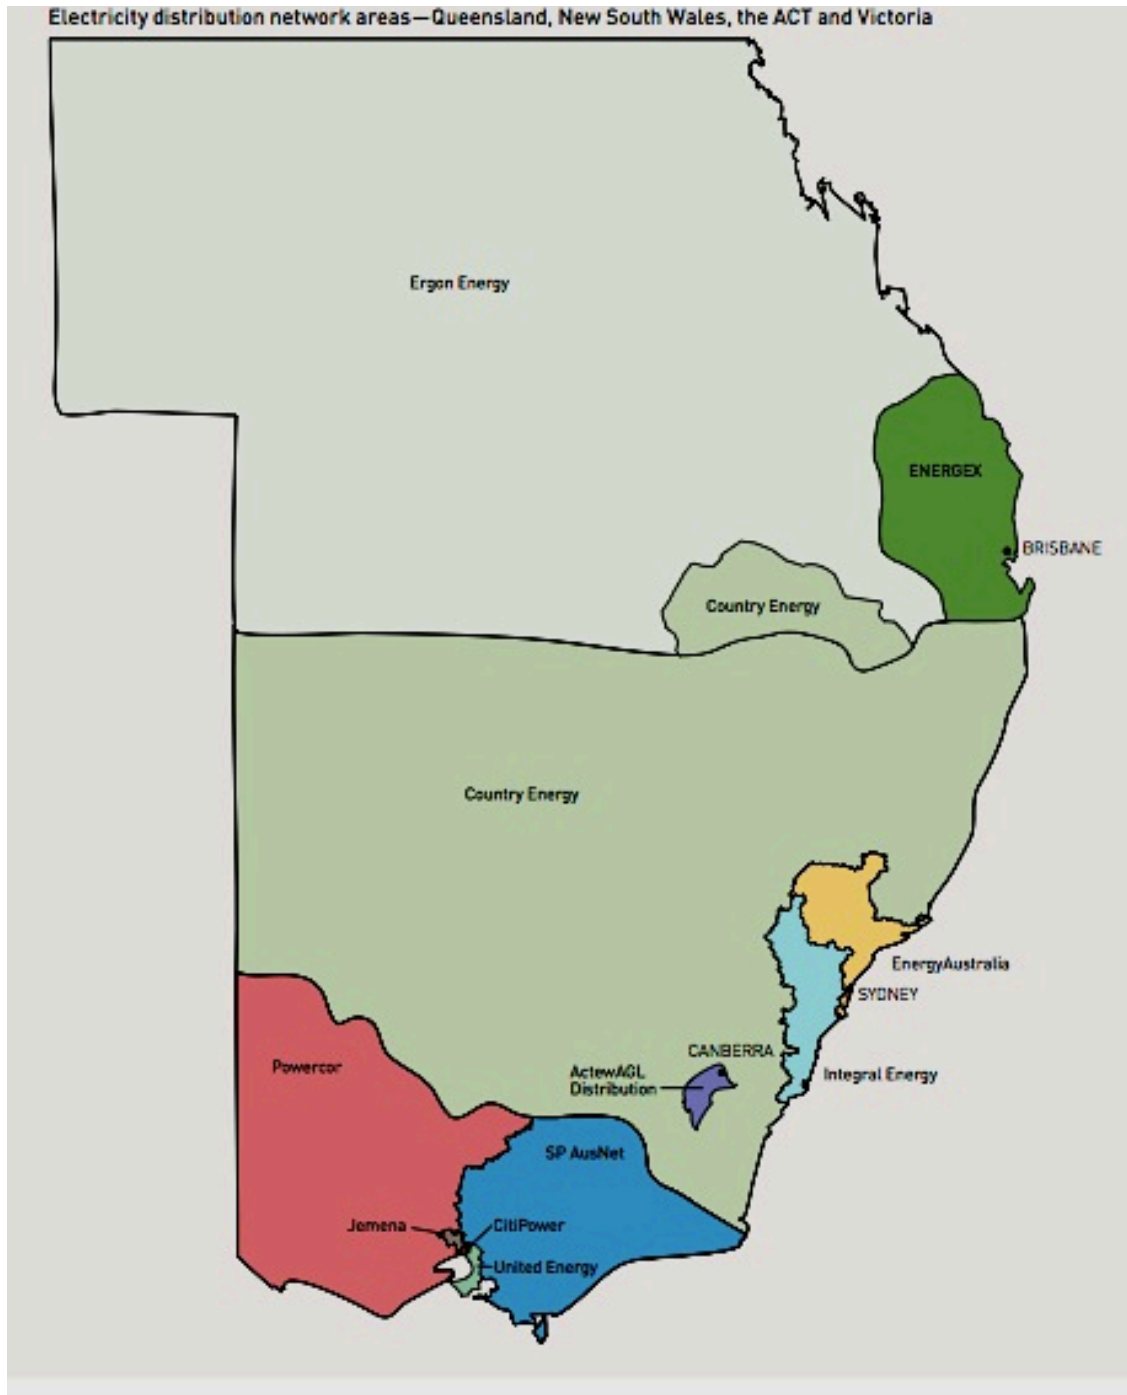 Electricity distribution network areas—Queensland, New South Wales, the ACT and Victoria
Ergon Energy
ENERGEX
BRISBANE
Country Energy
Country Energy
EnergyAustralia
SYDNEY
CANBERRA
ActewAGL
Distribution
Integral Energy
Powercor
SP AusNet
Jemena
CitiPower
United Energy